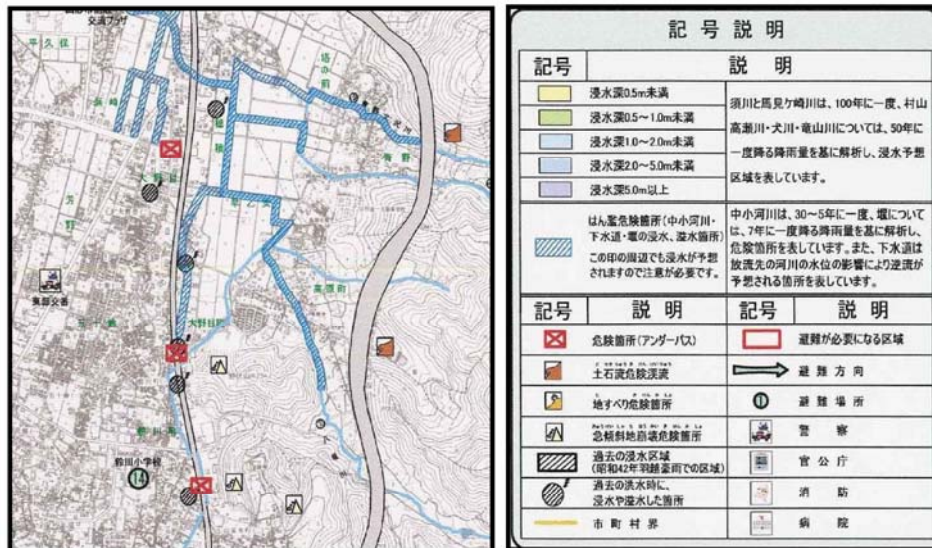 交通プラザ
平久保
塔の前
大野目
青野
芳野
東部交番
高原町
大野目町
鈴川小学校
14
記号説明
記号
説明
浸水深0.5m未満
浸水深0.5～1.0m未満
浸水深1.0～2.0m未満
浸水深2.0～5.0m未満
浸水深5.0m以上
須川と馬見ケ崎川は、100年に一度、村山
高瀬川・犬川・竜山川については、50年に
一度降る降雨量を基に解析し、浸水予想
区域を表しています。
はん濫危険箇所(中小河川・
下水道・堰の浸水、溢水箇所)
この印の周辺でも浸水が予想
されますので注意が必要です。
中小河川は、30～5年に一度、堰について
は、7年に一度降る降雨量を基に解析し、
危険箇所を表しています。また、下水道は
放流先の河川の水位の影響により逆流が
予想される箇所を表しています。
記号
説明
記号
説明
危険箇所(アンダーパス)
避難が必要になる区域
土石流危険渓流
避難方向
地すべり危険箇所
避難場所
急傾斜地崩壊危険箇所
警察
過去の浸水区域
(昭和42年羽越豪雨での区域)
官公庁
過去の洪水時に、
浸水や溢水した箇所
消防
市町村界
病院